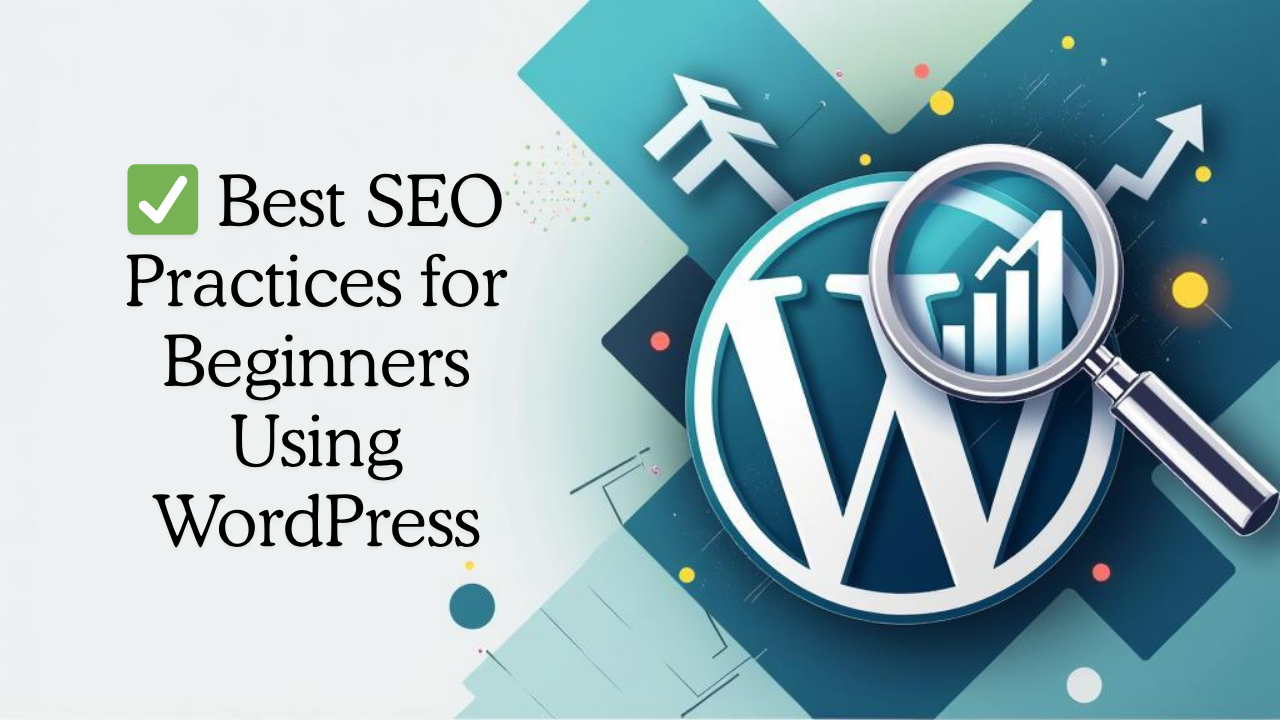 ✅ Best SEO
Practices for
Beginners
Using
WordPress